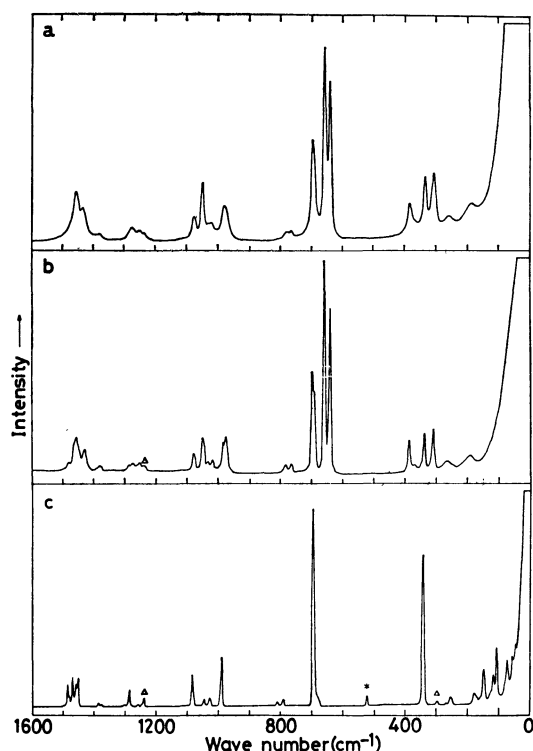 a
b
c
Intensity →
△
△
*
△
1600
1200
800
400
0
Wave number(cm⁻¹)